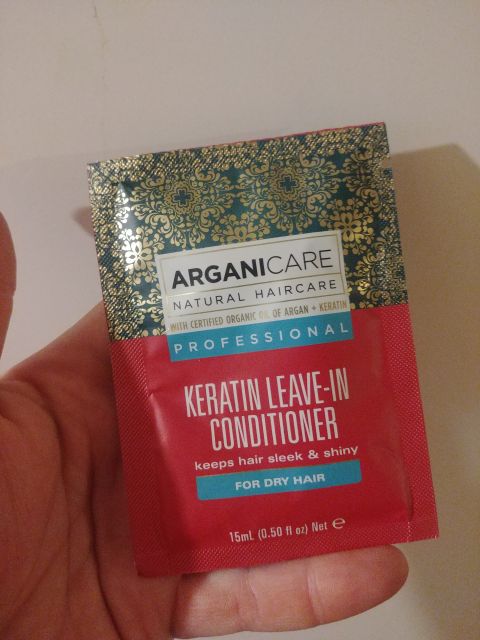 ARGANICARE
NATURAL HAIRCARE
WITH CERTIFIED ORGANIC OIL OF ARGAN + KERATIN
PROFESSIONAL
KERATIN LEAVE-IN
CONDITIONER
keeps hair sleek & shiny
FOR DRY HAIR
15mL (0.50 fl oz) Net ℮